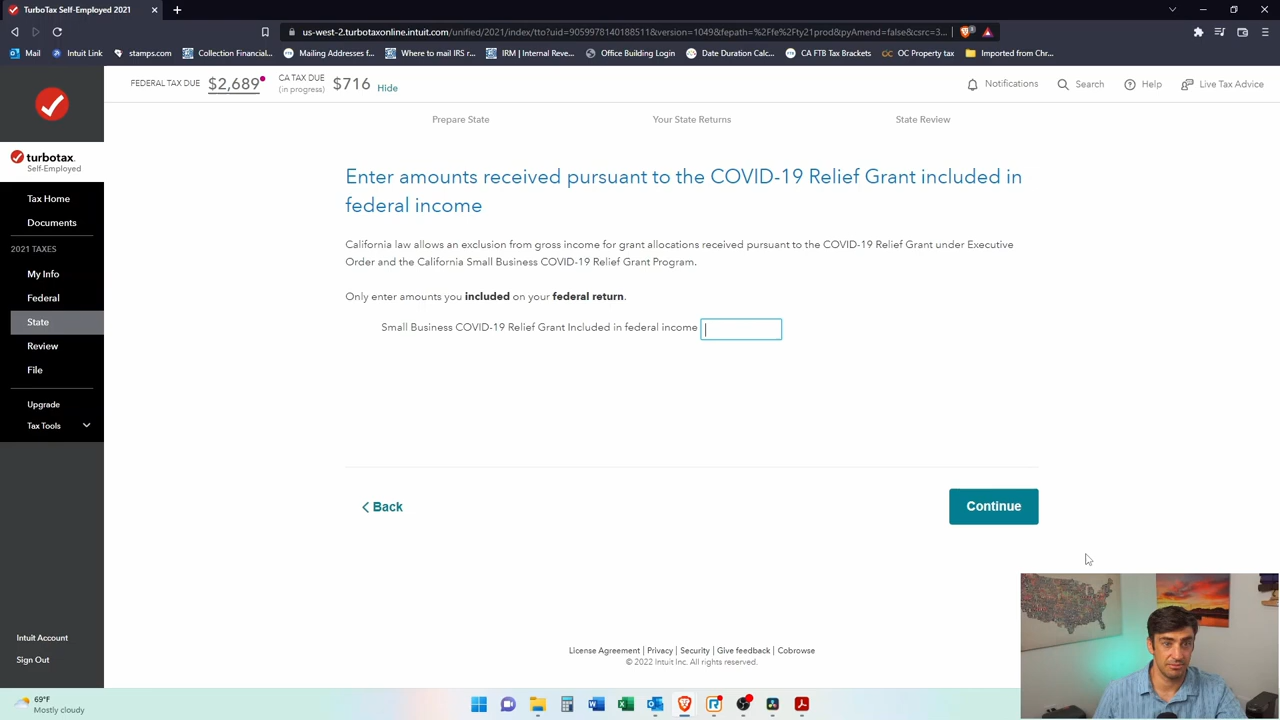 TurboTax Self-Employed 2021
us-west-2.turbotaxonline.intuit.com/unified/2021/index/tto?uid=9059978140188511&version=1049&fepath=%2Ffe%2Fty21prod&pyAmend=false&csrc=3...
Mail
Intuit Link
stamps.com
Collection Financial...
Mailing Addresses f...
Where to mail IRS r...
IRM | Internal Reve...
Office Building Login
Date Duration Calc...
CA FTB Tax Brackets
OC Property tax
Imported from Chr...
FEDERAL TAX DUE $2,689
CA TAX DUE (in progress) $716 Hide
Notifications
Search
Help
Live Tax Advice
turbotax
Self-Employed
Tax Home
Documents
2021 TAXES
My Info
Federal
State
Review
File
Upgrade
Tax Tools
Intuit Account
Sign Out
Prepare State
Your State Returns
State Review
Enter amounts received pursuant to the COVID-19 Relief Grant included in
federal income
California law allows an exclusion from gross income for grant allocations received pursuant to the COVID-19 Relief Grant under Executive
Order and the California Small Business COVID-19 Relief Grant Program.
Only enter amounts you included on your federal return.
Small Business COVID-19 Relief Grant Included in federal income
Back
Continue
License Agreement | Privacy | Security | Give feedback | Cobrowse
© 2022 Intuit Inc. All rights reserved.
69°F
Mostly cloudy